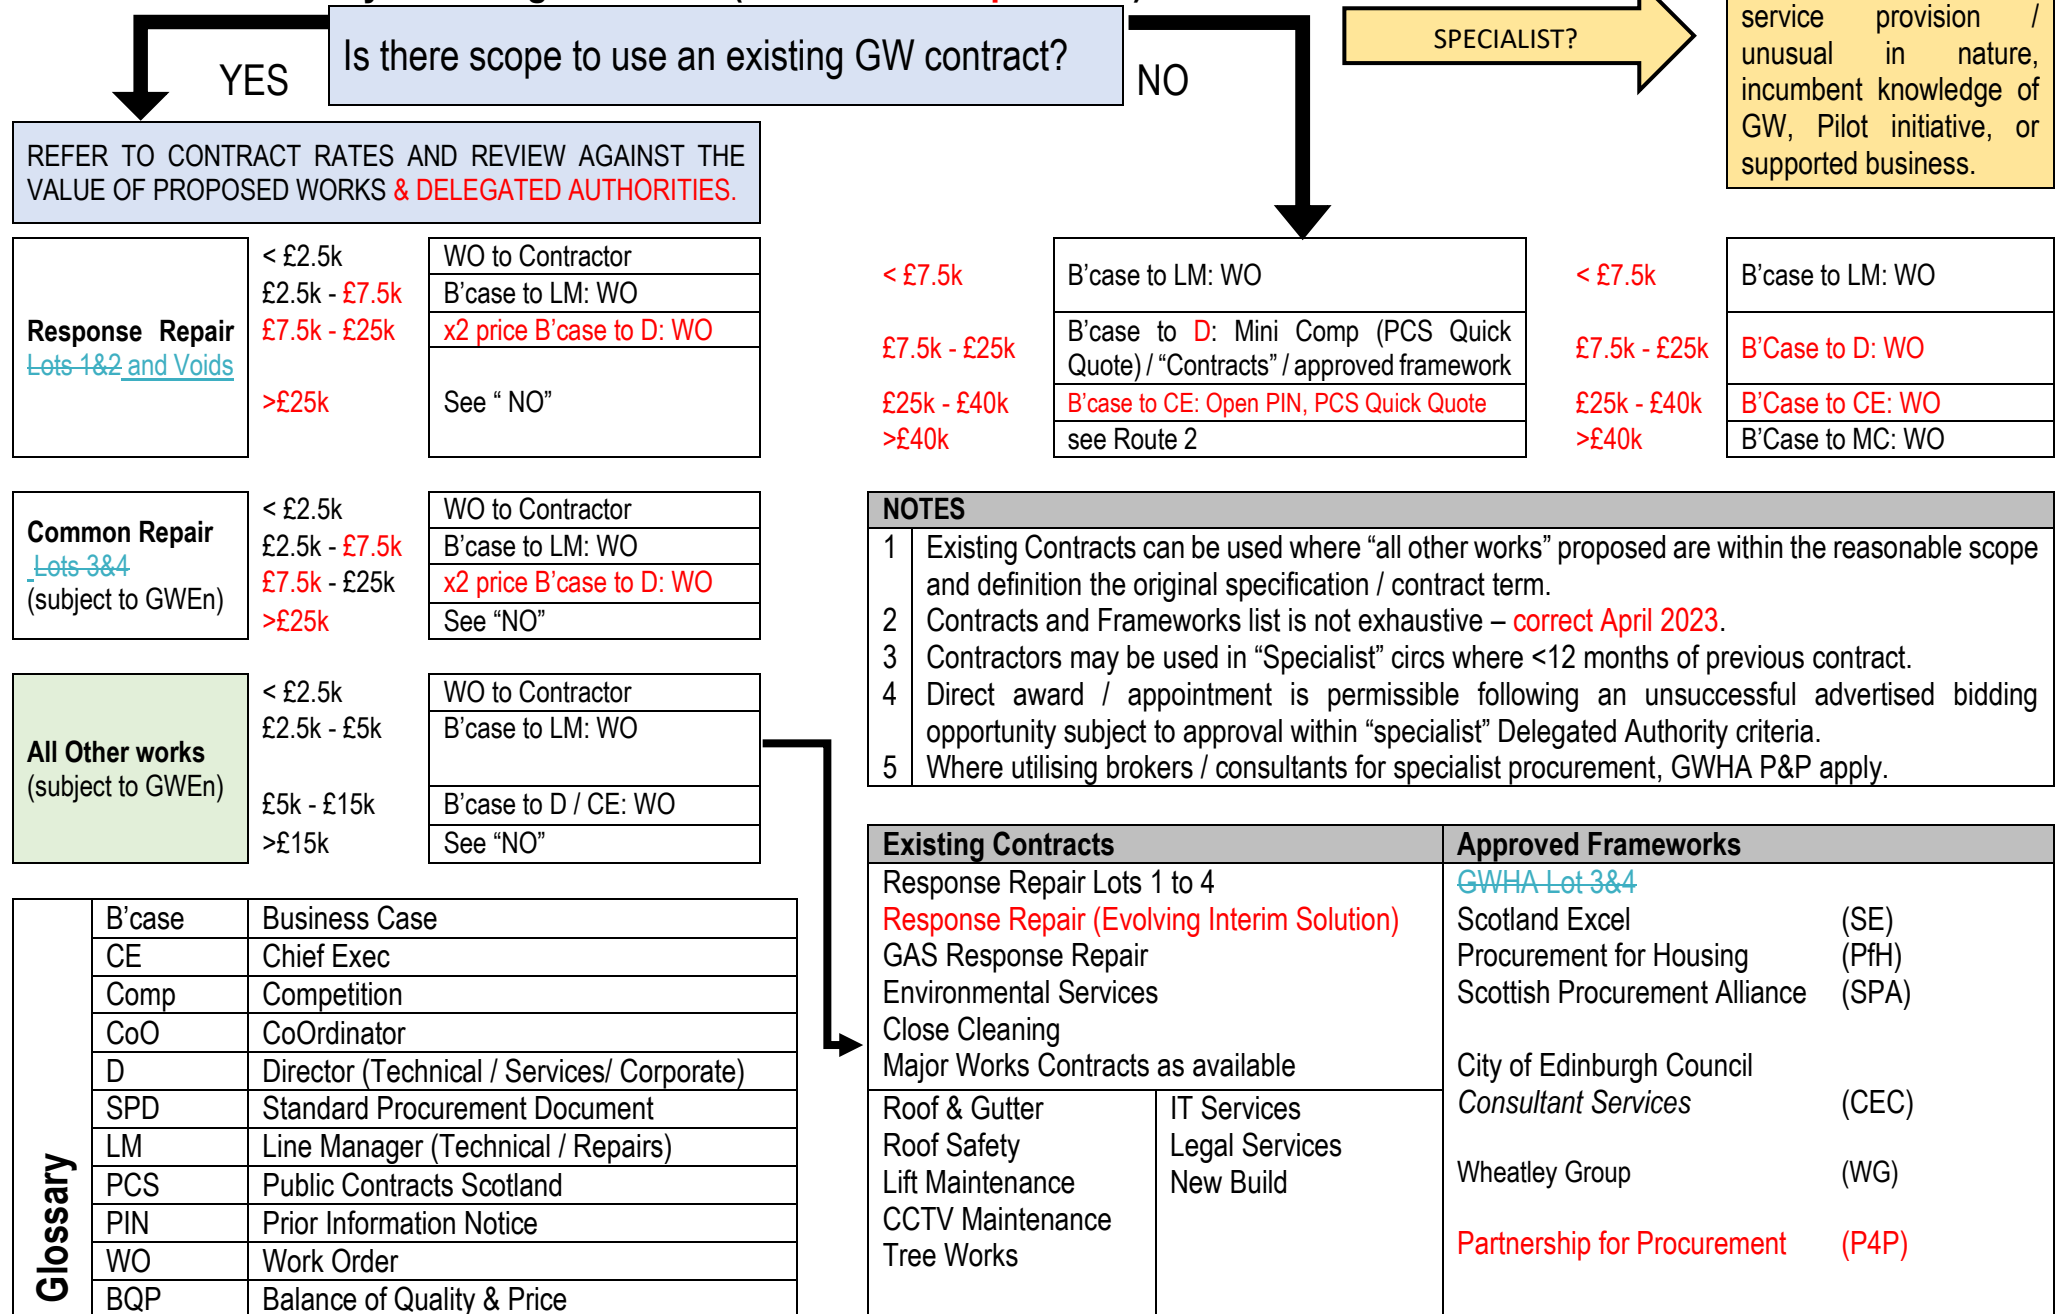 Is there scope to use an existing GW contract?
YES
NO
SPECIALIST?
service provision /
unusual in nature,
incumbent knowledge of
GW, Pilot initiative, or
supported business.
REFER TO CONTRACT RATES AND REVIEW AGAINST THE
VALUE OF PROPOSED WORKS & DELEGATED AUTHORITIES.
Response Repair
Lots 1&2 and Voids
< £2.5k WO to Contractor
£2.5k - £7.5k B'case to LM: WO
£7.5k - £25k x2 price B'case to D: WO
>£25k See “ NO”
< £7.5k B’case to LM: WO
£7.5k - £25k B’case to D: Mini Comp (PCS Quick
Quote) / “Contracts” / approved framework
£25k - £40k B’case to CE: Open PIN, PCS Quick Quote
>£40k see Route 2
< £7.5k B’case to LM: WO
£7.5k - £25k B’Case to D: WO
£25k - £40k B’Case to CE: WO
>£40k B’Case to MC: WO
Common Repair
Lots 3&4
(subject to GWEn)
< £2.5k WO to Contractor
£2.5k - £7.5k B’case to LM: WO
£7.5k - £25k x2 price B’case to D: WO
>£25k See “NO”
All Other works
(subject to GWEn)
< £2.5k WO to Contractor
£2.5k - £5k B’case to LM: WO
£5k - £15k B’case to D / CE: WO
>£15k See “NO”
NOTES
1 Existing Contracts can be used where “all other works” proposed are within the reasonable scope
and definition the original specification / contract term.
2 Contracts and Frameworks list is not exhaustive – correct April 2023.
3 Contractors may be used in “Specialist” circs where <12 months of previous contract.
4 Direct award / appointment is permissible following an unsuccessful advertised bidding
opportunity subject to approval within “specialist” Delegated Authority criteria.
5 Where utilising brokers / consultants for specialist procurement, GWHA P&P apply.
Glossary
B’case Business Case
CE Chief Exec
Comp Competition
CoO CoOrdinator
D Director (Technical / Services/ Corporate)
SPD Standard Procurement Document
LM Line Manager (Technical / Repairs)
PCS Public Contracts Scotland
PIN Prior Information Notice
WO Work Order
BQP Balance of Quality & Price
Existing Contracts
Response Repair Lots 1 to 4
Response Repair (Evolving Interim Solution)
GAS Response Repair
Environmental Services
Close Cleaning
Major Works Contracts as available
Roof & Gutter
Roof Safety
Lift Maintenance
CCTV Maintenance
Tree Works
IT Services
Legal Services
New Build
Approved Frameworks
GWHA Lot 3&4
Scotland Excel (SE)
Procurement for Housing (PfH)
Scottish Procurement Alliance (SPA)
City of Edinburgh Council
Consultant Services (CEC)
Wheatley Group (WG)
Partnership for Procurement (P4P)